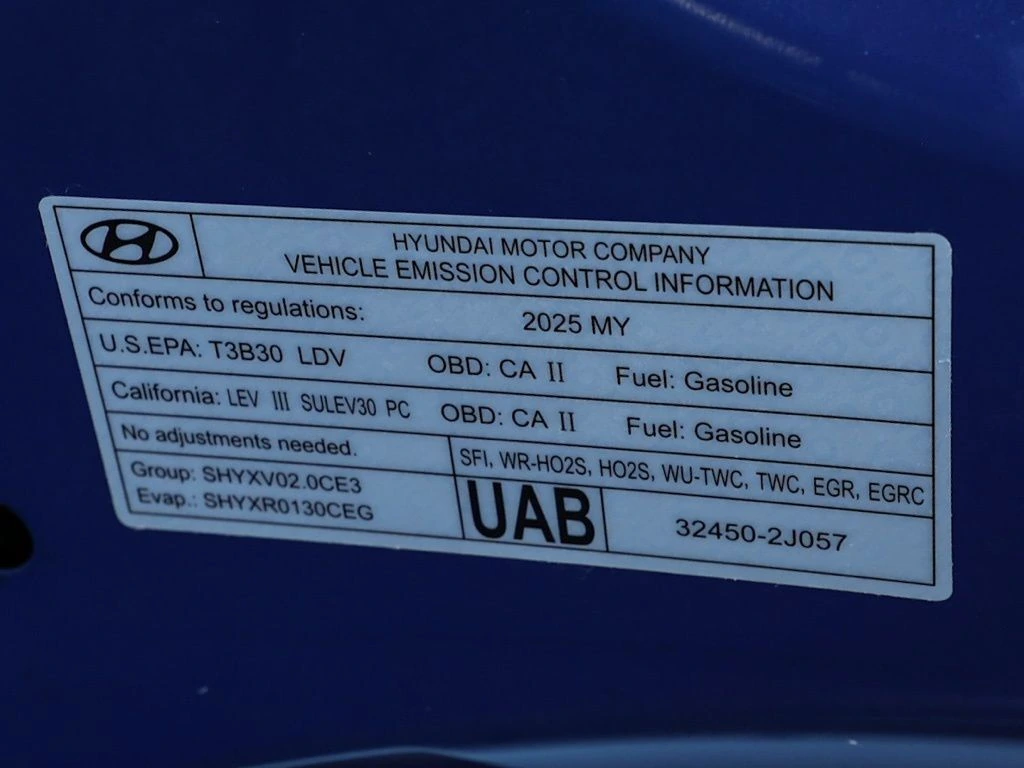 HYUNDAI MOTOR COMPANY
VEHICLE EMISSION CONTROL INFORMATION
Conforms to regulations: 2025 MY
U.S.EPA: T3B30 LDV OBD: CA II Fuel: Gasoline
California: LEV III SULEV30 PC OBD: CA II Fuel: Gasoline
No adjustments needed.
SFI, WR-HO2S, HO2S, WU-TWC, TWC, EGR, EGRC
Group: SHYXV02.0CE3
Evap.: SHYXR0130CEG
UAB
32450-2J057